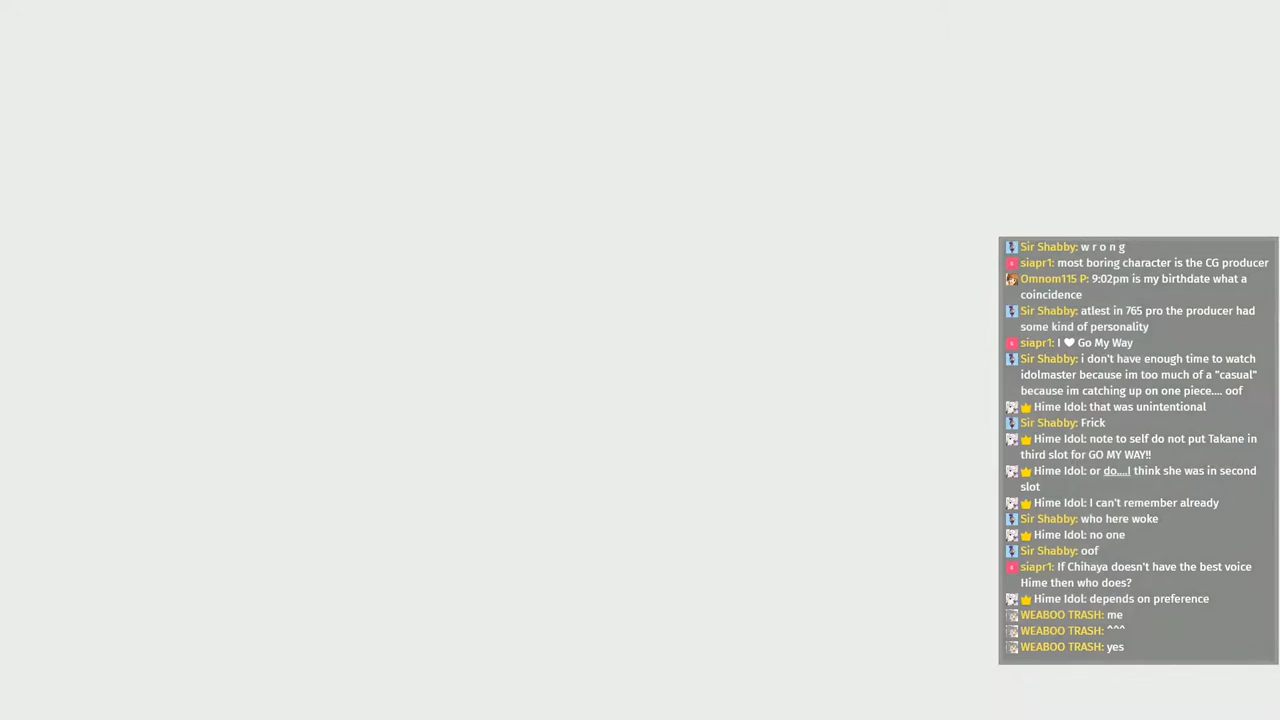 Sir Shabby: w r o n g
siapr1: most boring character is the CG producer
Omnom115 P: 9:02pm is my birthdate what a
coincidence
Sir Shabby: atlest in 765 pro the producer had
some kind of personality
siapr1: I ♥ Go My Way
Sir Shabby: i don't have enough time to watch
idolmaster because im too much of a "casual"
because im catching up on one piece.... oof
Hime Idol: that was unintentional
Sir Shabby: Frick
Hime Idol: note to self do not put Takane in
third slot for GO MY WAY!!
Hime Idol: or do....I think she was in second
slot
Hime Idol: I can't remember already
Sir Shabby: who here woke
Hime Idol: no one
Sir Shabby: oof
siapr1: If Chihaya doesn't have the best voice
Hime then who does?
Hime Idol: depends on preference
WEABOO TRASH: me
WEABOO TRASH: ^^^
WEABOO TRASH: yes